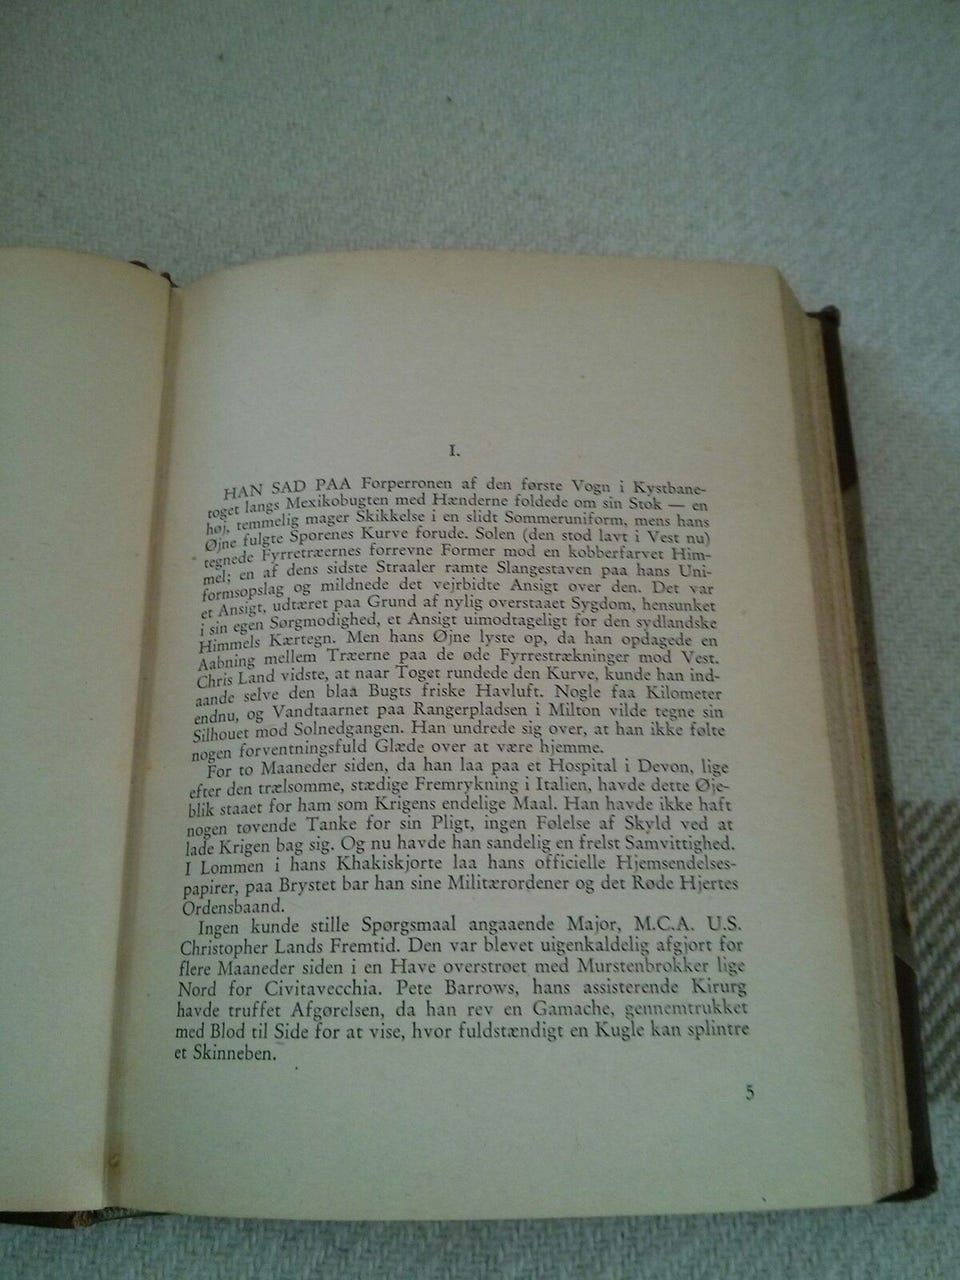 I.
HAN SAD PAA Forperronen af den første Vogn i Kystbane-
toget langs Mexikobugten med Hænderne foldede om sin Stok — en
høj, temmelig mager Skikkelse i en slidt Sommeruniform, mens hans
Øjne fulgte Sporenes Kurve forude. Solen (den stod lavt i Vest nu)
tegnede Fyrretræernes forrevne Former mod en kobberfarvet Him-
mel; en af dens sidste Straaler ramte Slangestaven paa hans Uni-
formsopslag og mildnede det vejrbidte Ansigt over den. Det var
et Ansigt, udtæret paa Grund af nylig overstaaet Sygdom, hensunket
i sin egen Sørgmodighed, et Ansigt uimodtageligt for den sydlandske
Himmels Kærtegn. Men hans Øjne lyste op, da han opdagede en
Aabning mellem Træerne paa de øde Fyrrestrækninger mod Vest.
Chris Land vidste, at naar Toget rundede den Kurve, kunde han ind-
aande selve den blaa Bugts friske Havluft. Nogle faa Kilometer
endnu, og Vandtaarnet paa Rangerpladsen i Milton vilde tegne sin
Silhouet mod Solnedgangen. Han undrede sig over, at han ikke følte
nogen forventningsfuld Glæde over at være hjemme.
For to Maaneder siden, da han laa paa et Hospital i Devon, lige
efter den trælsomme, stædige Fremrykning i Italien, havde dette Øje-
blik staaet for ham som Krigens endelige Maal. Han havde ikke haft
nogen tøvende Tanke for sin Pligt, ingen Følelse af Skyld ved at
lade Krigen bag sig. Og nu havde han sandelig en frelst Samvittighed.
I Lommen i hans Khakiskjorte laa hans officielle Hjemsendelses-
papirer, paa Brystet bar han sine Militærordener og det Røde Hjertes
Ordensbaand.
Ingen kunde stille Spørgsmaal angaaende Major, M.C.A. U.S.
Christopher Lands Fremtid. Den var blevet uigenkaldelig afgjort for
flere Maaneder siden i en Have overstrøet med Murstenbrokker lige
Nord for Civitavecchia. Pete Barrows, hans assisterende Kirurg
havde truffet Afgørelsen, da han rev en Gamache, gennemtrukket
med Blod til Side for at vise, hvor fuldstændigt en Kugle kan splintre
et Skinneben.
5